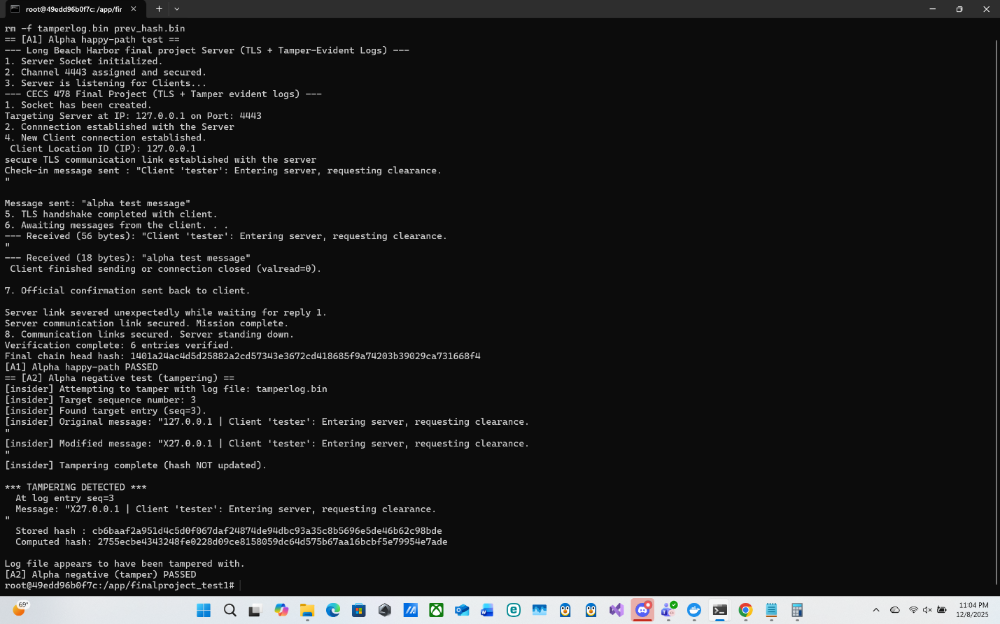 root@49edd96b0f7c: /app/fir
rm -f tamperlog.bin prev_hash.bin
== [A1] Alpha happy-path test ==
--- Long Beach Harbor final project Server (TLS + Tamper-Evident Logs) ---
1. Server Socket initialized.
2. Channel 4443 assigned and secured.
3. Server is listening for Clients...
--- CECS 478 Final Project (TLS + Tamper evident logs) ---
1. Socket has been created.
Targeting Server at IP: 127.0.0.1 on Port: 4443
2. Connnection established with the Server
4. New Client connection established.
 Client Location ID (IP): 127.0.0.1
secure TLS communication link established with the server
Check-in message sent : "Client 'tester': Entering server, requesting clearance.
"
Message sent: "alpha test message"
5. TLS handshake completed with client.
6. Awaiting messages from the client. . .
--- Received (56 bytes): "Client 'tester': Entering server, requesting clearance.
"
--- Received (18 bytes): "alpha test message"
 Client finished sending or connection closed (valread=0).
7. Official confirmation sent back to client.
Server link severed unexpectedly while waiting for reply 1.
Server communication link secured. Mission complete.
8. Communication links secured. Server standing down.
Verification complete: 6 entries verified.
Final chain head hash: 1401a24ac4d5d25882a2cd57343e3672cd418685f9a74203b39029ca731668f4
[A1] Alpha happy-path PASSED
== [A2] Alpha negative test (tampering) ==
[insider] Attempting to tamper with log file: tamperlog.bin
[insider] Target sequence number: 3
[insider] Found target entry (seq=3).
[insider] Original message: "127.0.0.1 | Client 'tester': Entering server, requesting clearance.
"
[insider] Modified message: "X27.0.0.1 | Client 'tester': Entering server, requesting clearance.
"
[insider] Tampering complete (hash NOT updated).
*** TAMPERING DETECTED ***
  At log entry seq=3
  Message: "X27.0.0.1 | Client 'tester': Entering server, requesting clearance.
"
  Stored hash : cb6baaf2a951d4c5d0f067daf24874de94dbc93a35c8b5696e5de46b62c98bde
  Computed hash: 2755ecbe4343248fe0228d09ce8158059dc64d575b67aa16bcbf5e79954e7ade
Log file appears to have been tampered with.
[A2] Alpha negative (tamper) PASSED
root@49edd96b0f7c:/app/finalproject_test1#
69°
11:04 PM
12/8/2025